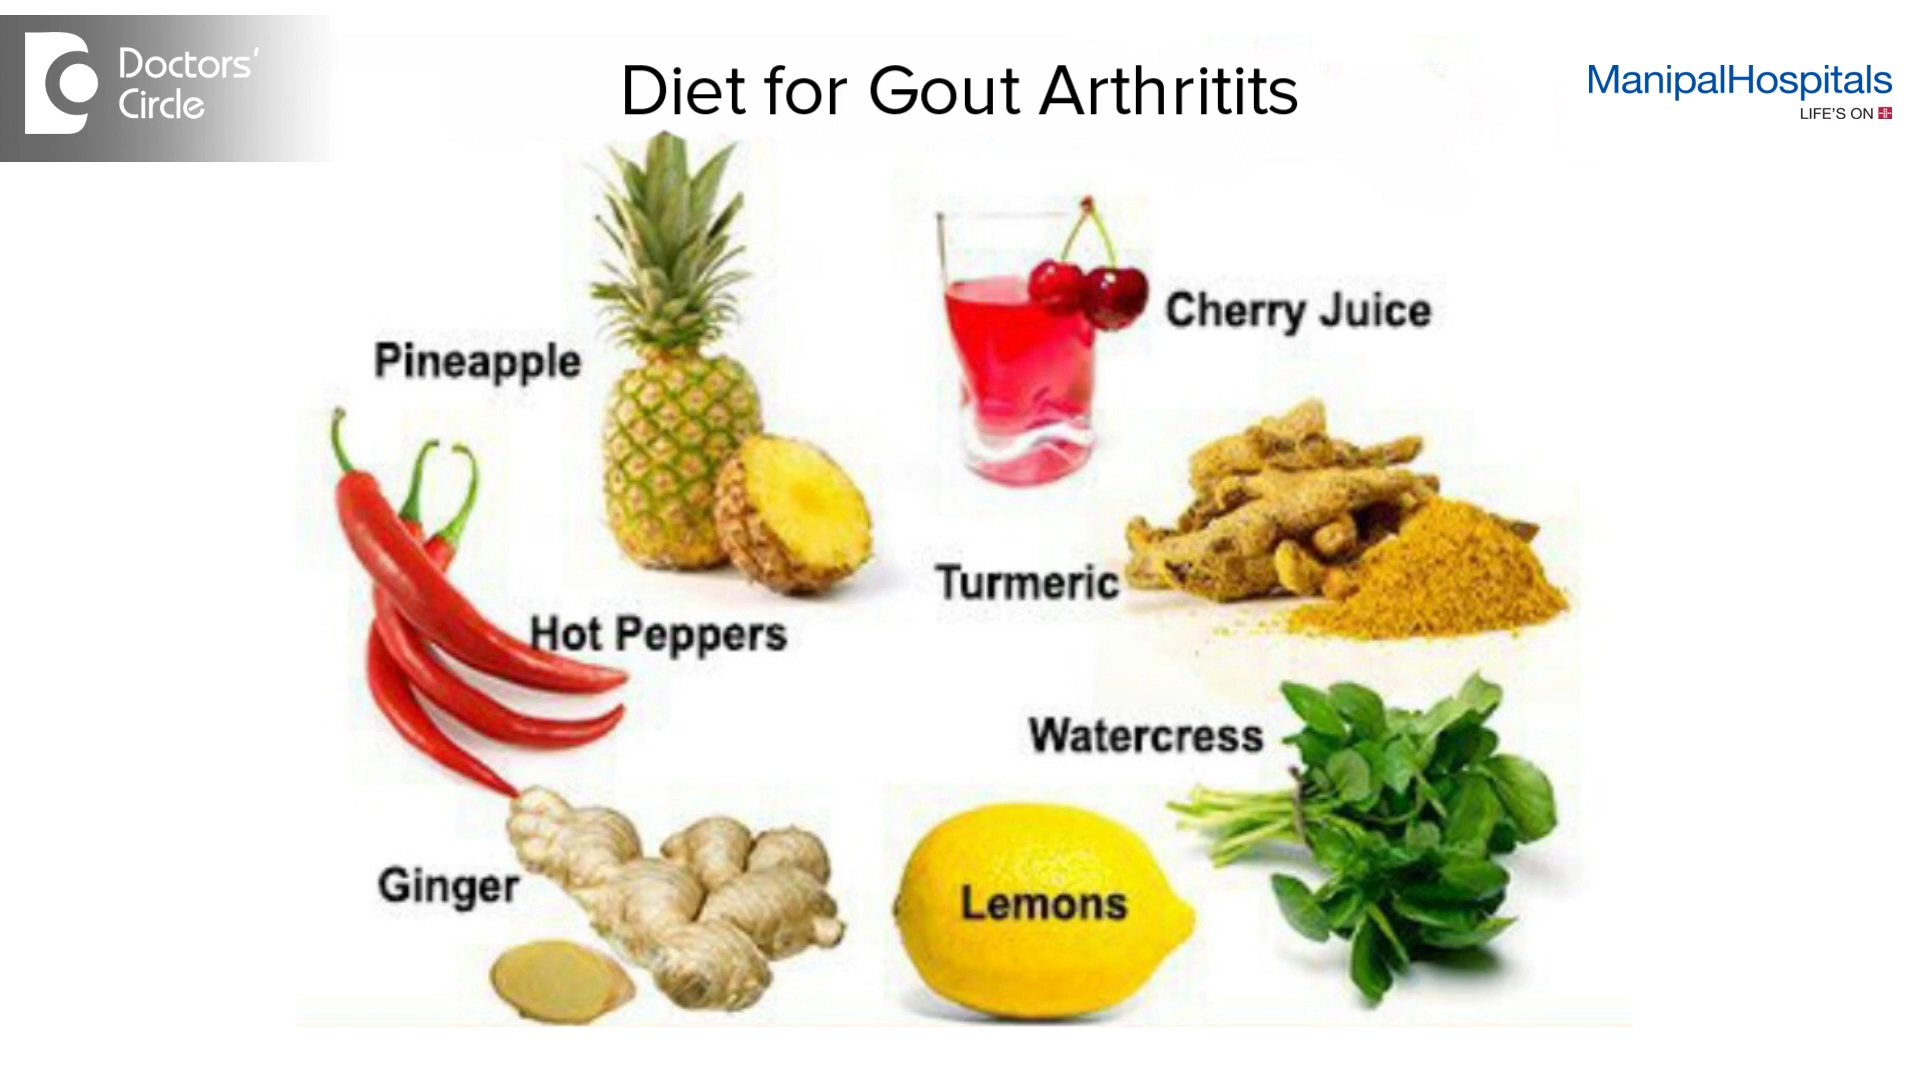 Doctors'
Circle
Diet for Gout Arthritits
ManipalHospitals
LIFE'S ON
Pineapple
Cherry Juice
Hot Peppers
Turmeric
Watercress
Ginger
Lemons